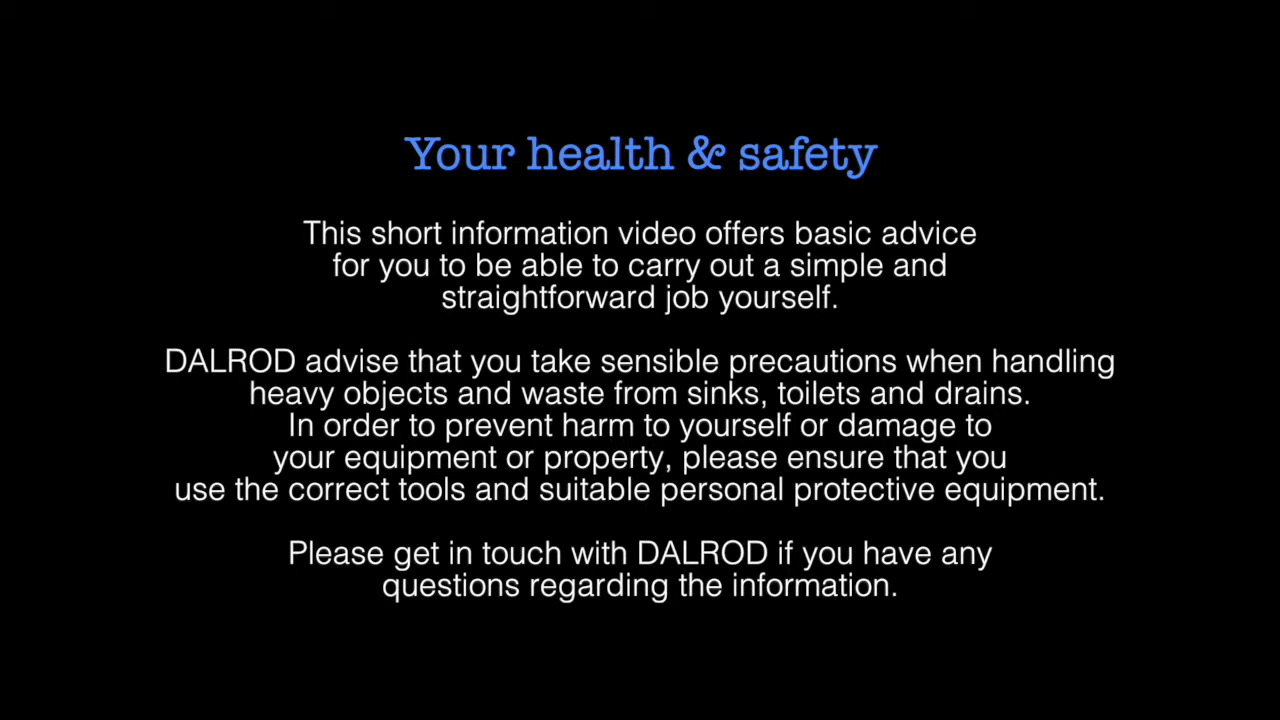 Your health & safety
This short information video offers basic advice
for you to be able to carry out a simple and
straightforward job yourself.
DALROD advise that you take sensible precautions when handling
heavy objects and waste from sinks, toilets and drains.
In order to prevent harm to yourself or damage to
your equipment or property, please ensure that you
use the correct tools and suitable personal protective equipment.
Please get in touch with DALROD if you have any
questions regarding the information.